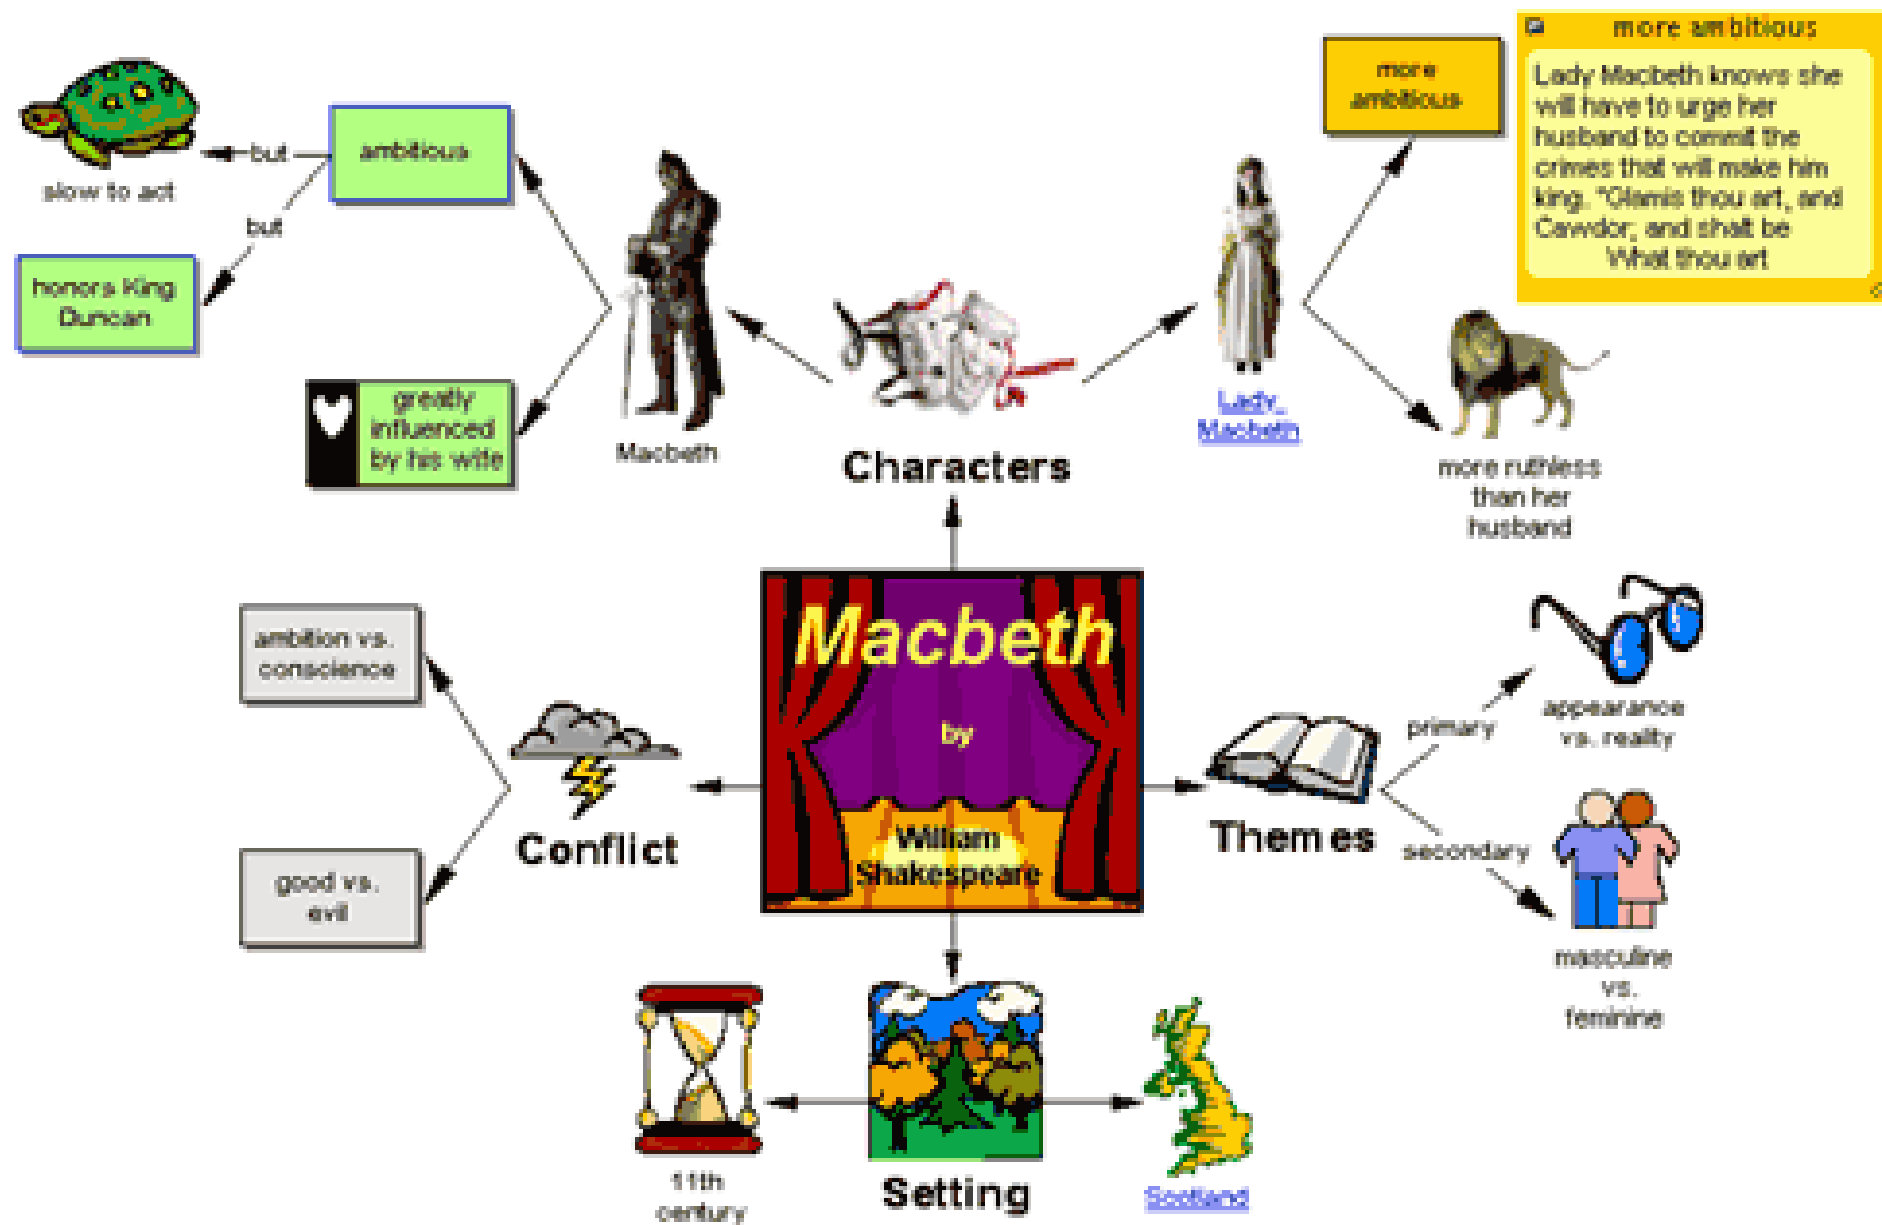 more ambitious
Lady Macbeth knows she
will have to urge her
husband to commit the
crimes that will make him
king. "Glamis thou art, and
Cawdor; and shalt be
What thou art
more
ambitious
ambitious
but
slow to act
but
honors King
Duncan
greatly
influenced
by his wife
Macbeth
Characters
Lady
Macbeth
more ruthless
than her
husband
Macbeth
by
William
Shakespeare
ambition vs.
conscience
good vs.
evil
Conflict
Themes
primary
appearance
vs. reality
secondary
masculine
vs.
feminine
11th
century
Setting
Scotland